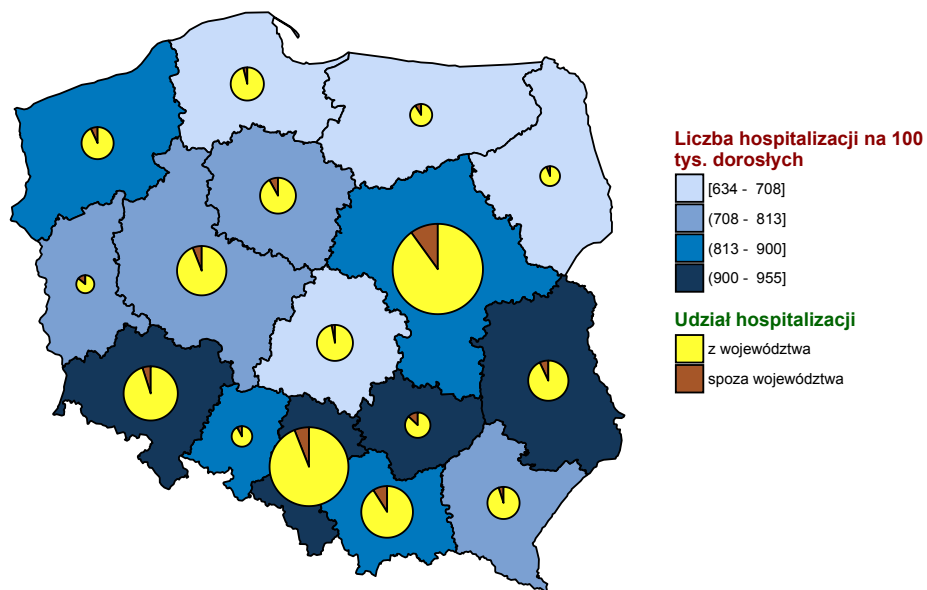 Liczba hospitalizacji na 100
tys. dorosłych
[634 - 708]
(708 - 813]
(813 - 900]
(900 - 955]
Udział hospitalizacji
z województwa
spoza województwa